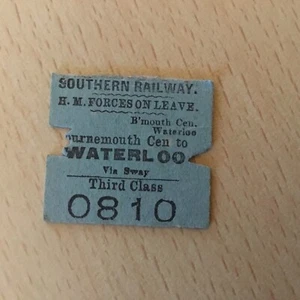 SOUTHERN RAILWAY.
H. M. FORCES ON LEAVE.
B'mouth Cen.
Waterloo
ournemouth Cen to
WATERLOO
Via Sway
Third Class
0810